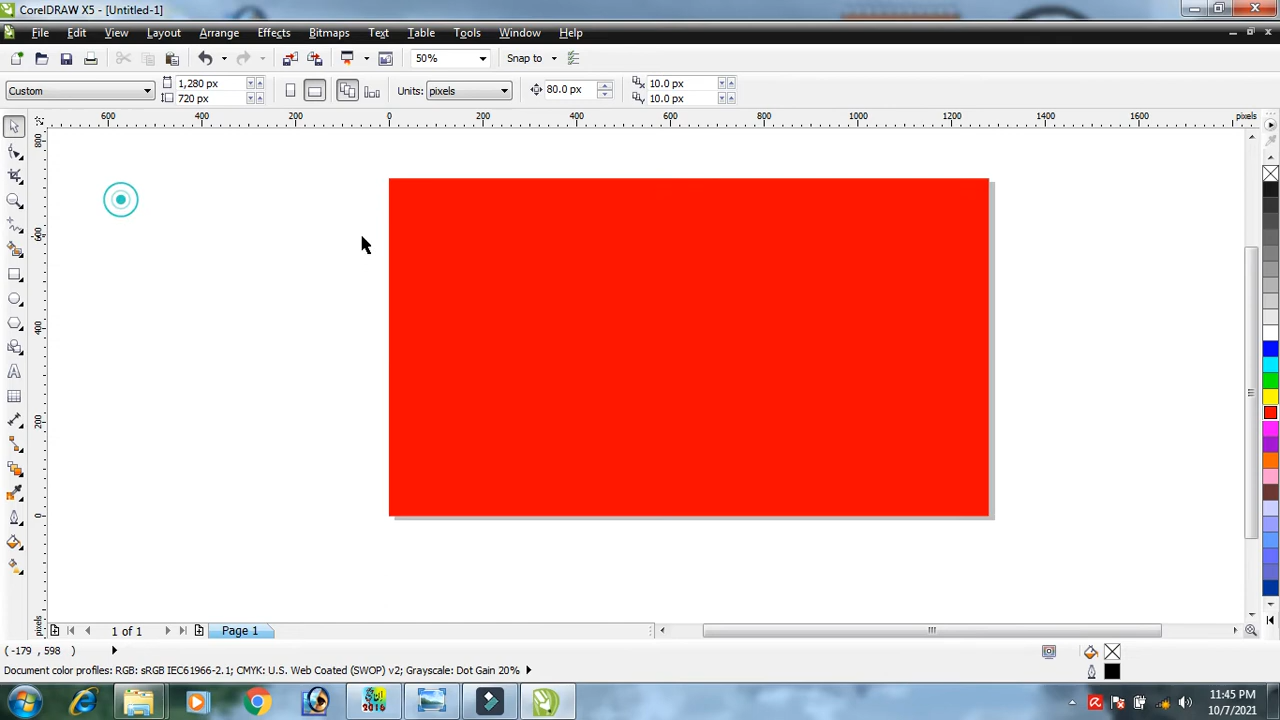 CorelDRAW X5 - [Untitled-1]
File Edit View Layout Arrange Effects Bitmaps Text Table Tools Window Help
50% Snap to
Custom 1,280 px 720 px Units: pixels 80.0 px 10.0 px 10.0 px
600 400 200 0 200 400 600 800 1000 1200 1400 1600 pixels
800
600
400
200
0
pixels
1 of 1 Page 1
(-179 , 598 )
Document color profiles: RGB: sRGB IEC61966-2.1; CMYK: U.S. Web Coated (SWOP) v2; Grayscale: Dot Gain 20%
2016
11:45 PM
10/7/2021